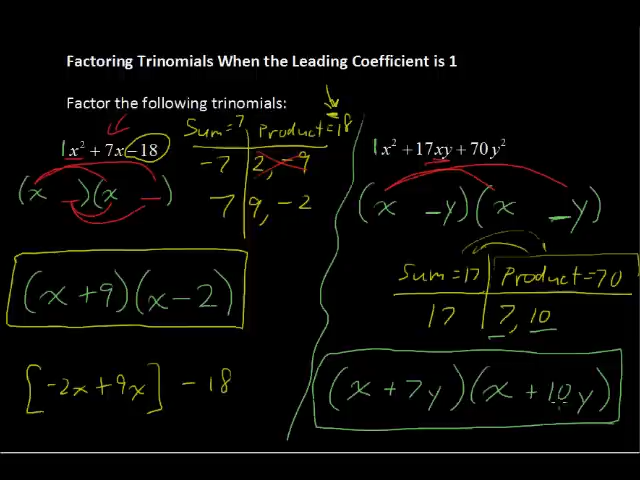 Factoring Trinomials When the Leading Coefficient is 1
Factor the following trinomials:
1x² + 7x − 18
Sum = 7 | Product = -18
-7 | 2, -9
7 | 9, -2
(x _)(x _)
(x + 9)(x − 2)
[-2x + 9x] − 18
1x² + 17xy + 70y²
(x _y)(x _y)
Sum = 17 | Product = 70
17 | 7, 10
(x + 7y)(x + 10y)